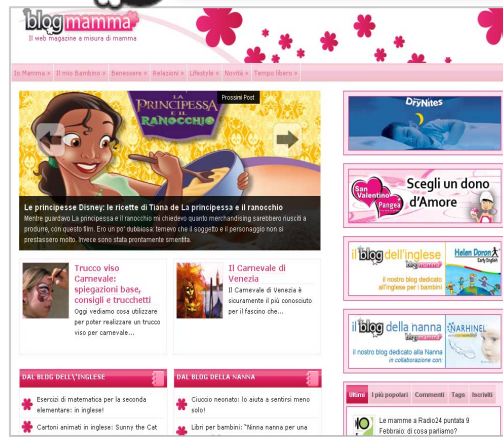 blogmamma
Il web magazine a misura di mamma
Io Mamma » Il mio Bambino » Benessere » Relazioni » Lifestyle » Novità » Tempo libero »
Prossimi Post
LA
PRINCIPESSA
E IL
RANOCCHIO
Le principesse Disney: le ricette di Tiana de La principessa e il ranocchio
Mentre guardavo La principessa e il ranocchio mi chiedevo quanto merchandising sarebbero riusciti a
produrre, con questo film. Ero un po' dubbiosa: temevo che il soggetto e il personaggio non si
prestassero molto. Invece sono stata prontamente smentita.
Trucco viso
Carnevale:
spiegazioni base,
consigli e trucchetti
Oggi vediamo cosa utilizzare
per poter realizzare un trucco
viso per carnevale...
Il Carnevale di
Venezia
Il Carnevale di Venezia è
sicuramente il più conosciuto
per il fascino che...
DAL BLOG DELL\'INGLESE
Esercizi di matematica per la seconda
elementare: in inglese!
Cartoni animati in inglese: Sunny the Cat
DAL BLOG DELLA NANNA
Ciuccio neonato: lo aiuta a sentirsi meno
solo!
Libri per bambini: "Ninna nanna per una
DryNites
San
Valentino
Pangea
Scegli un dono
d'Amore
il blog dell'inglese
blogmamma
il nostro blog dedicato
all'inglese per i bambini
Helen Doron
Early English
il blog della nanna
blogmamma
il nostro blog dedicato alla Nanna
in collaborazione con:
NARHINEL
Ultimi I più popolari Commenti Tags Iscriviti
Le mamme a Radio24 puntata 9
Febbraio: di cosa parliamo?